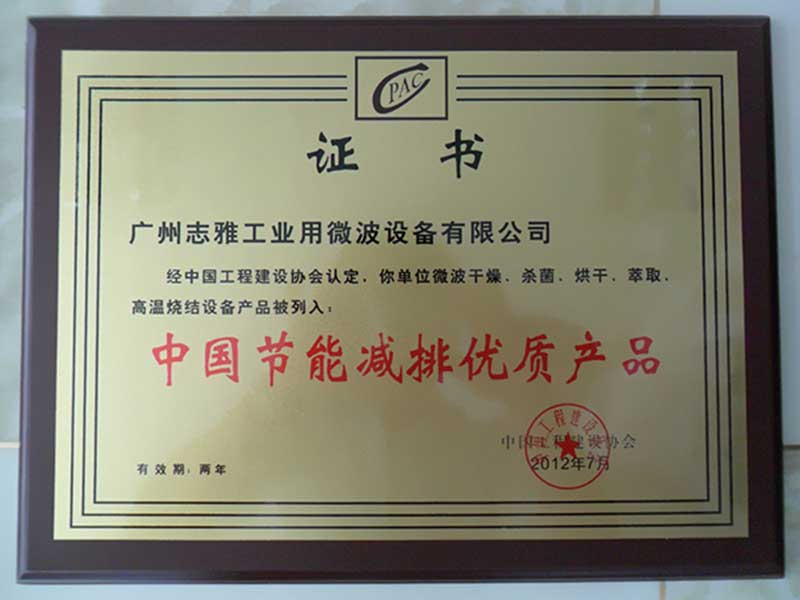 CPAC
证 书
广州志雅工业用微波设备有限公司
经中国工程建设协会认定，你单位微波干燥、杀菌、烘干、萃取、
高温烧结设备产品被列入：
中国节能减排优质产品
中国工程建设协会
2012年7月
有效期：两年